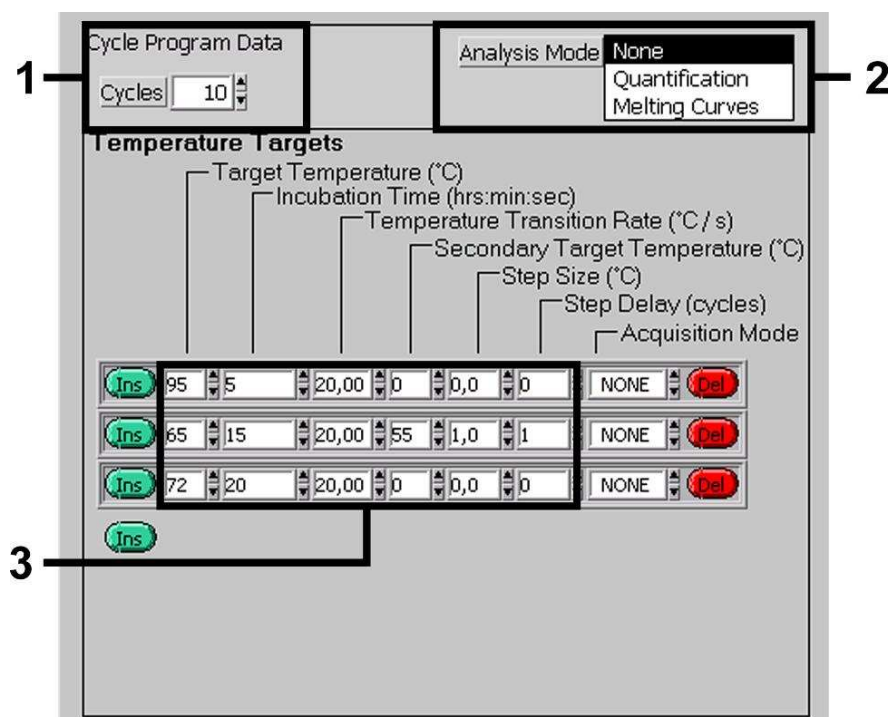 Cycle Program Data
Cycles 10
1
Analysis Mode None
Quantification
Melting Curves
2
Temperature Targets
Target Temperature (°C)
Incubation Time (hrs:min:sec)
Temperature Transition Rate (°C / s)
Secondary Target Temperature (°C)
Step Size (°C)
Step Delay (cycles)
Acquisition Mode
Ins 95 5 20,00 0 0,0 0 NONE Del
Ins 65 15 20,00 55 1,0 1 NONE Del
Ins 72 20 20,00 0 0,0 0 NONE Del
Ins
3